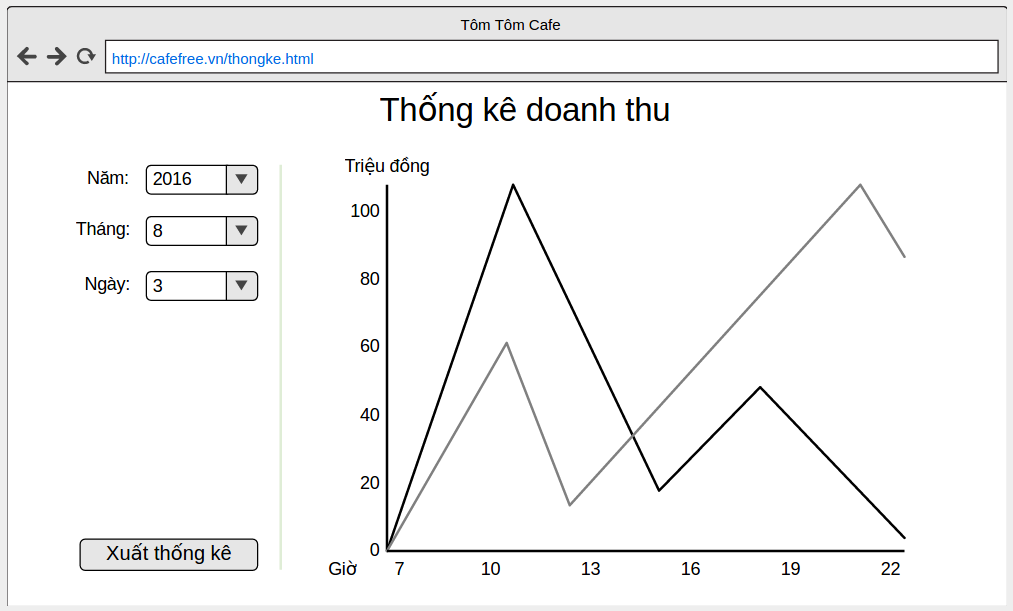 Tôm Tôm Cafe
http://cafefree.vn/thongke.html
Thống kê doanh thu
Năm: 2016
Tháng: 8
Ngày: 3
Xuất thống kê
Triệu đồng
100
80
60
40
20
0
Giờ 7 10 13 16 19 22